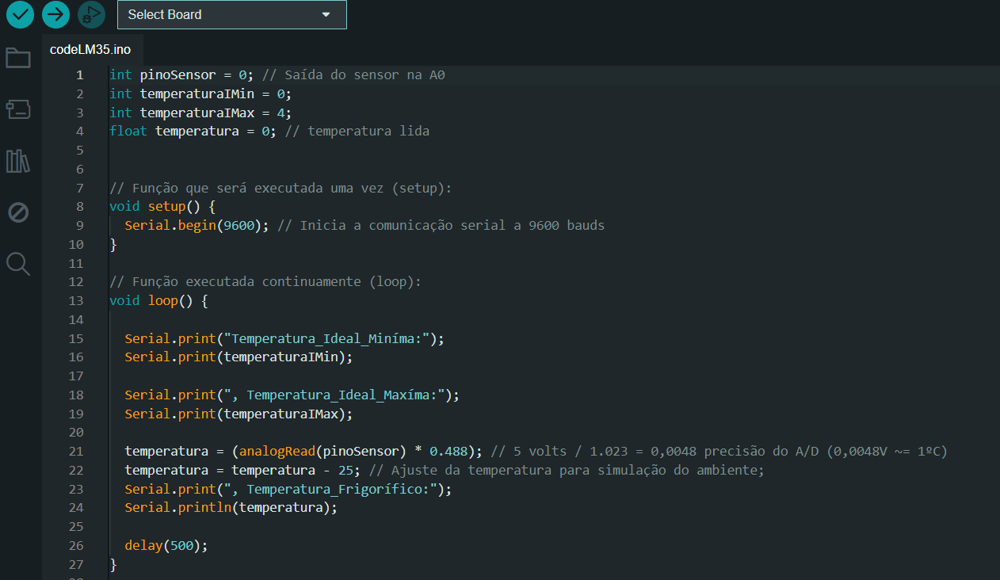 Select Board
codeLM35.ino
1 int pinoSensor = 0; // Saída do sensor na A0
2 int temperaturaIMin = 0;
3 int temperaturaIMax = 4;
4 float temperatura = 0; // temperatura lida
5
6
7 // Função que será executada uma vez (setup):
8 void setup() {
9 Serial.begin(9600); // Inicia a comunicação serial a 9600 bauds
10 }
11
12 // Função executada continuamente (loop):
13 void loop() {
14
15 Serial.print("Temperatura_Ideal_Miníma:");
16 Serial.print(temperaturaIMin);
17
18 Serial.print(", Temperatura_Ideal_Maxíma:");
19 Serial.print(temperaturaIMax);
20
21 temperatura = (analogRead(pinoSensor) * 0.488); // 5 volts / 1.023 = 0,0048 precisão do A/D (0,0048V ~= 1ºC)
22 temperatura = temperatura - 25; // Ajuste da temperatura para simulação do ambiente;
23 Serial.print(", Temperatura_Frigorífico:");
24 Serial.println(temperatura);
25
26 delay(500);
27 }